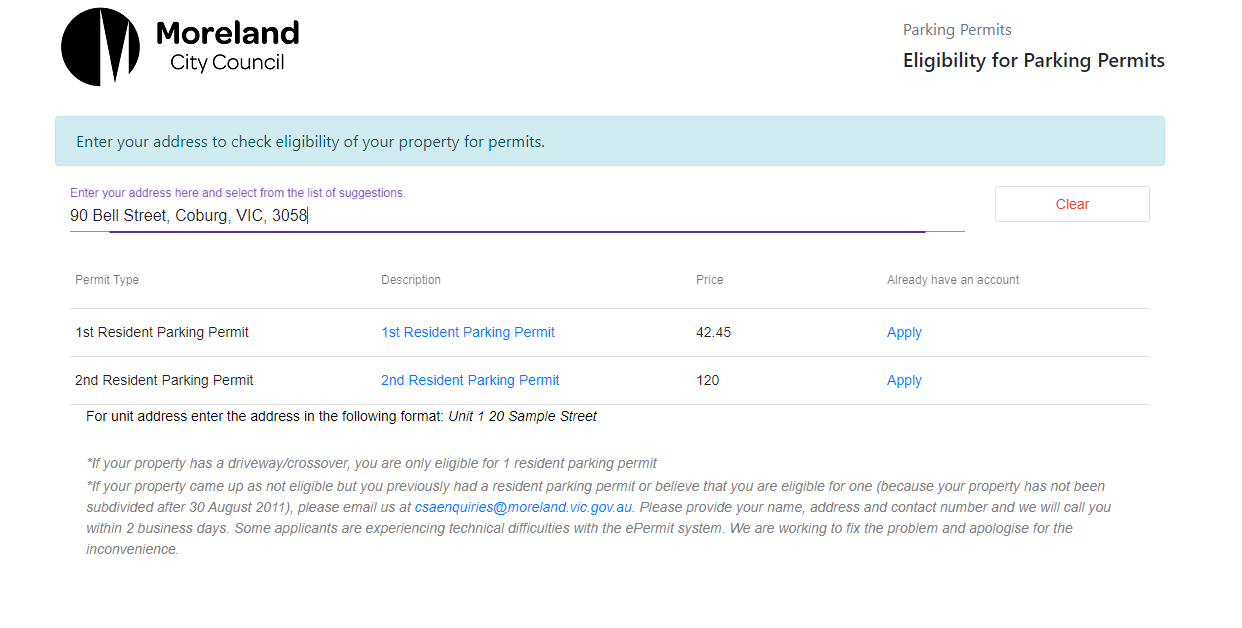 Moreland
City Council
Parking Permits
Eligibility for Parking Permits
Enter your address to check eligibility of your property for permits.
Enter your address here and select from the list of suggestions.
90 Bell Street, Coburg, VIC, 3058
Clear
Permit Type Description Price Already have an account
1st Resident Parking Permit 1st Resident Parking Permit 42.45 Apply
2nd Resident Parking Permit 2nd Resident Parking Permit 120 Apply
For unit address enter the address in the following format: Unit 1 20 Sample Street
*If your property has a driveway/crossover, you are only eligible for 1 resident parking permit
*If your property came up as not eligible but you previously had a resident parking permit or believe that you are eligible for one (because your property has not been
subdivided after 30 August 2011), please email us at csaenquiries@moreland.vic.gov.au. Please provide your name, address and contact number and we will call you
within 2 business days. Some applicants are experiencing technical difficulties with the ePermit system. We are working to fix the problem and apologise for the
inconvenience.